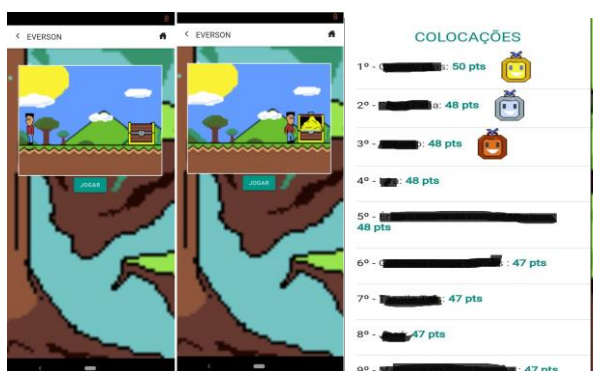 < EVERSON
JOGAR
< EVERSON
JOGAR
COLOCAÇÕES
1º - s: 50 pts
2º - a: 48 pts
3º - o: 48 pts
4º - : 48 pts
5º -
48 pts
6º - : 47 pts
7º - : 47 pts
8º - 47 pts
9º - : 47 pts